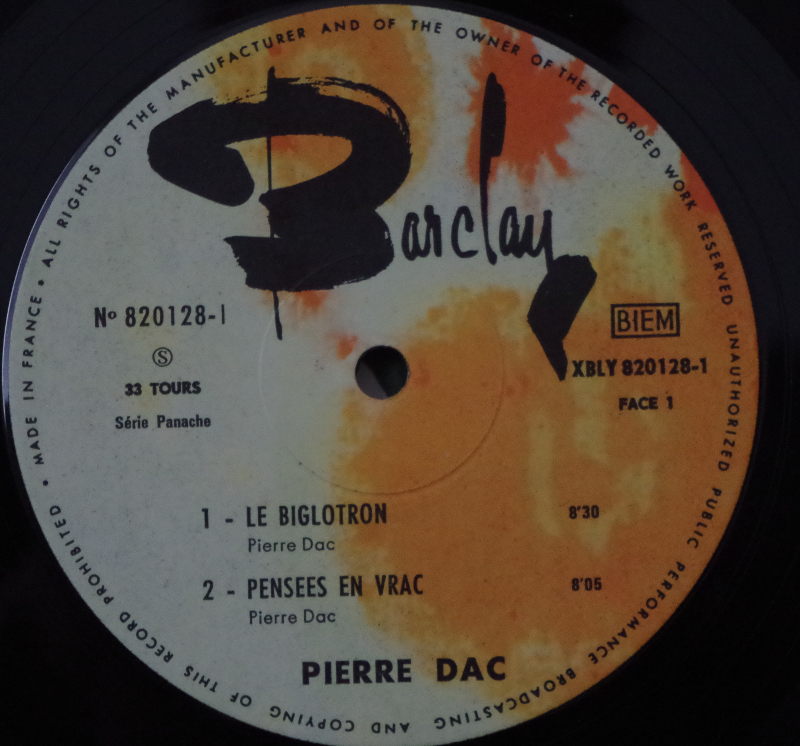 MADE IN FRANCE • ALL RIGHTS OF THE MANUFACTURER AND OF THE OWNER OF THE RECORDED WORK RESERVED UNAUTHORIZED PUBLIC PERFORMANCE BROADCASTING AND COPYING OF THIS RECORD PROHIBITED •
Barclay
Nº 820128-1
Ⓢ
33 TOURS
Série Panache
BIEM
XBLY 820128-1
FACE 1
1 - LE BIGLOTRON 8'30
Pierre Dac
2 - PENSEES EN VRAC 8'05
Pierre Dac
PIERRE DAC